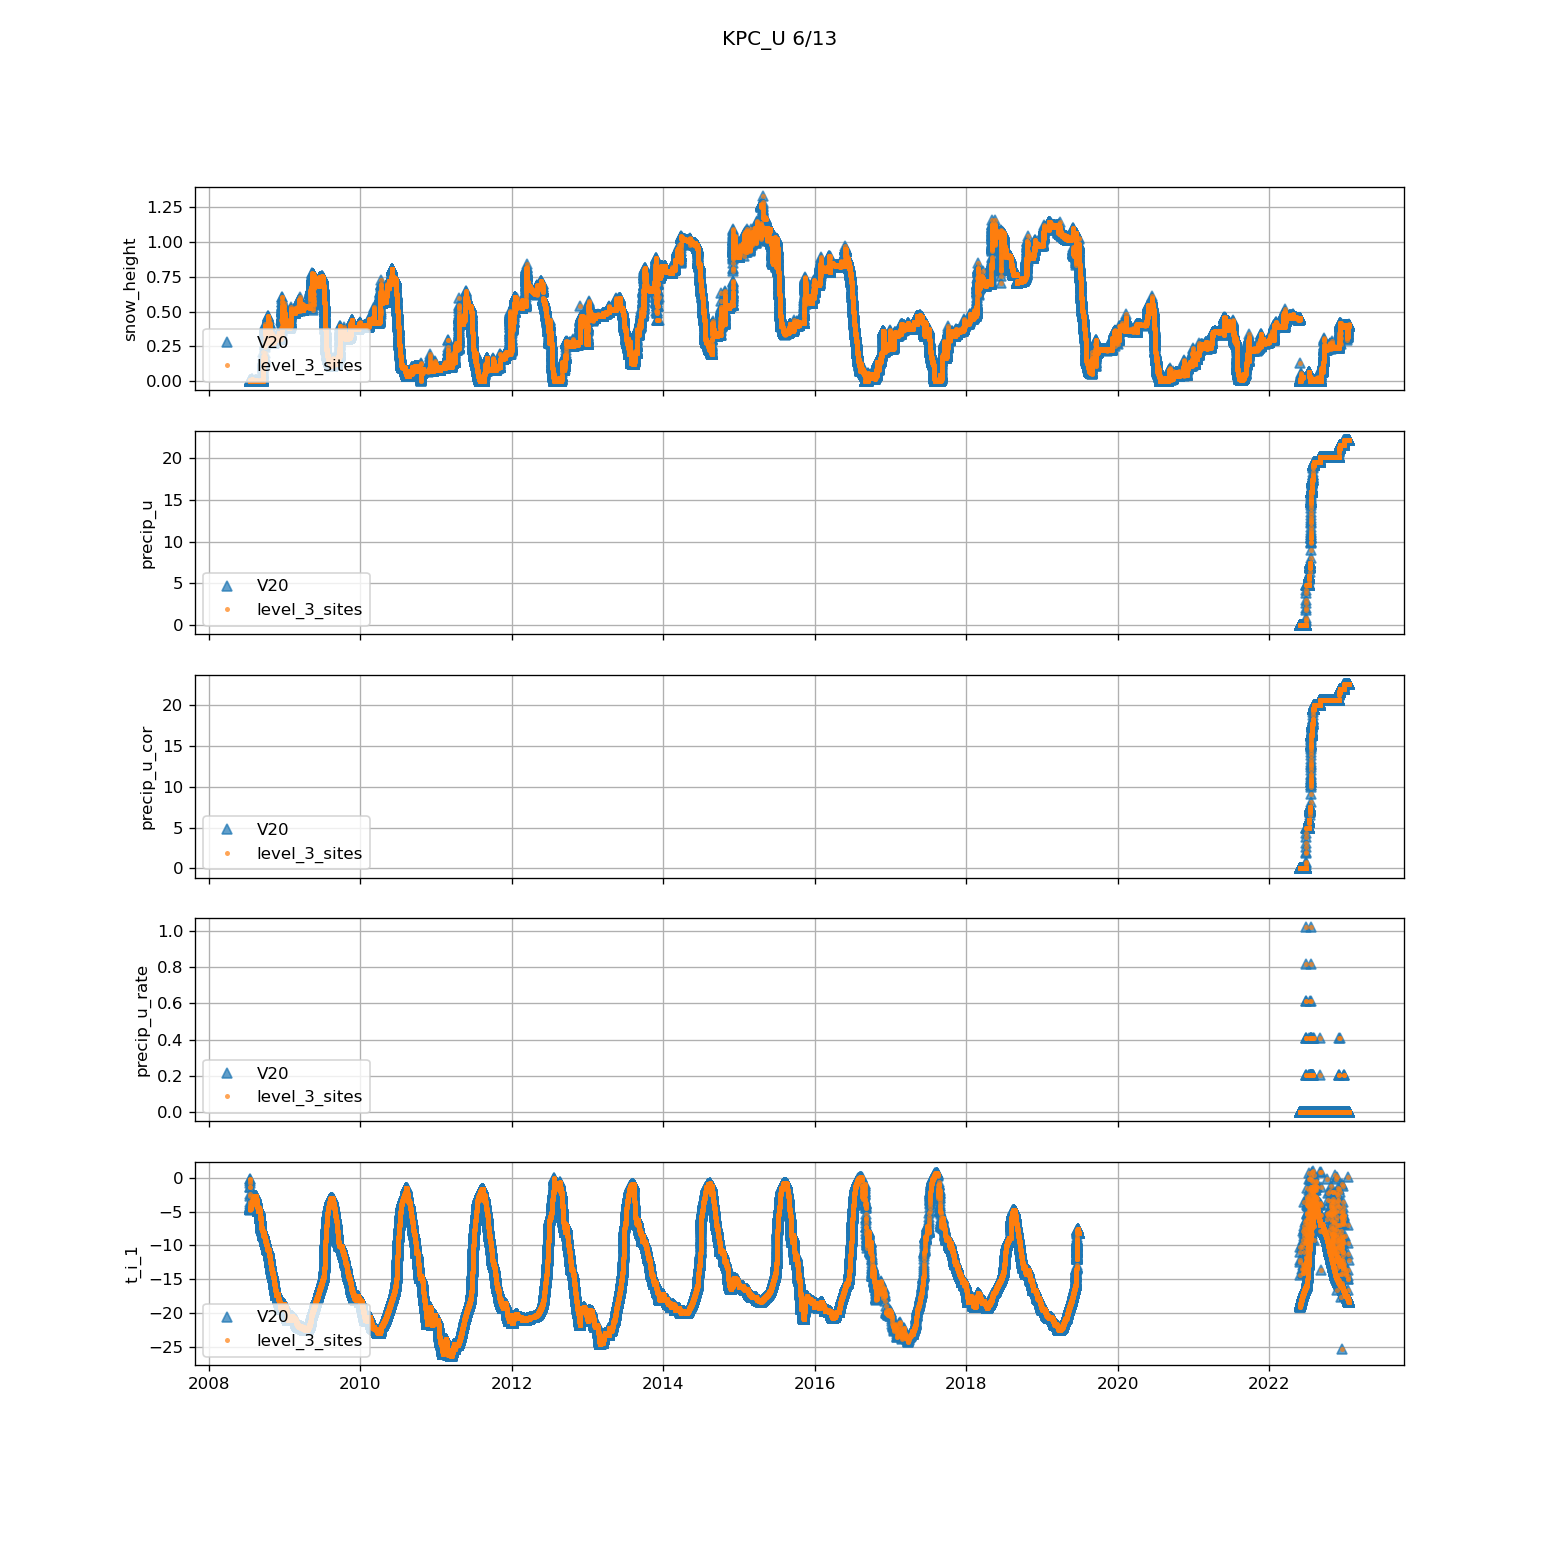 KPC_U 6/13
snow_height
1.25
1.00
0.75
0.50
0.25
0.00
V20
level_3_sites
precip_u
20
15
10
5
0
V20
level_3_sites
precip_u_cor
20
15
10
5
0
V20
level_3_sites
precip_u_rate
1.0
0.8
0.6
0.4
0.2
0.0
V20
level_3_sites
t_i_1
0
−5
−10
−15
−20
−25
V20
level_3_sites
2008 2010 2012 2014 2016 2018 2020 2022